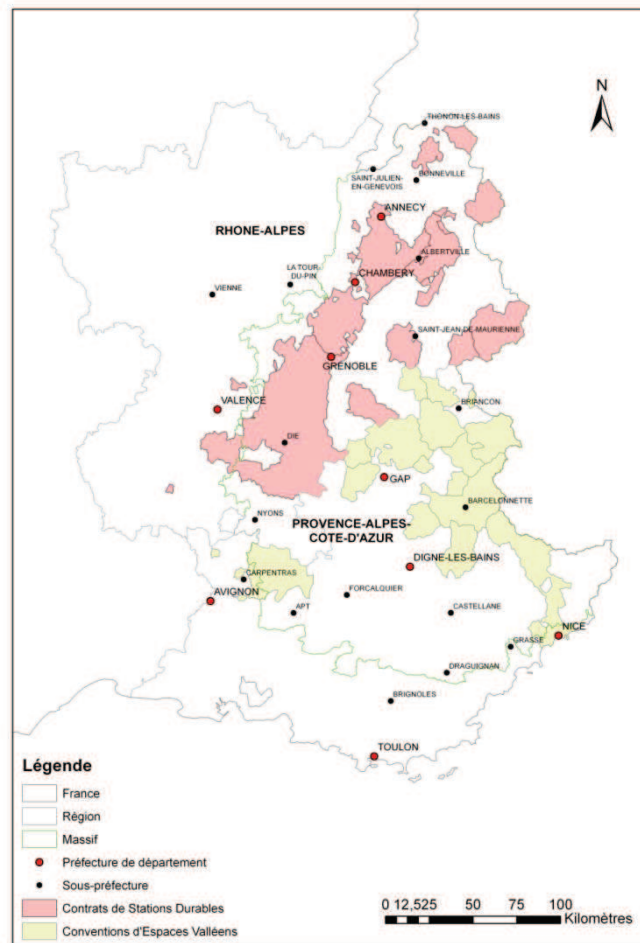 N
THONON-LES-BAINS
SAINT-JULIEN-
EN-GENEVOIS
BONNEVILLE
ANNECY
RHONE-ALPES
ALBERTVILLE
LA TOUR-
DU-PIN
CHAMBERY
VIENNE
SAINT-JEAN-DE-MAURIENNE
GRENOBLE
VALENCE
BRIANCON
DIE
GAP
BARCELONNETTE
NYONS
PROVENCE-ALPES-
COTE-D'AZUR
DIGNE-LES-BAINS
CARPENTRAS
FORCALQUIER
AVIGNON
APT
CASTELLANE
NICE
GRASSE
DRAGUIGNAN
BRIGNOLES
TOULON
Légende
France
Région
Massif
Préfecture de département
Sous-préfecture
Contrats de Stations Durables
Conventions d'Espaces Valléens
0 12,525 50 75 100
Kilomètres